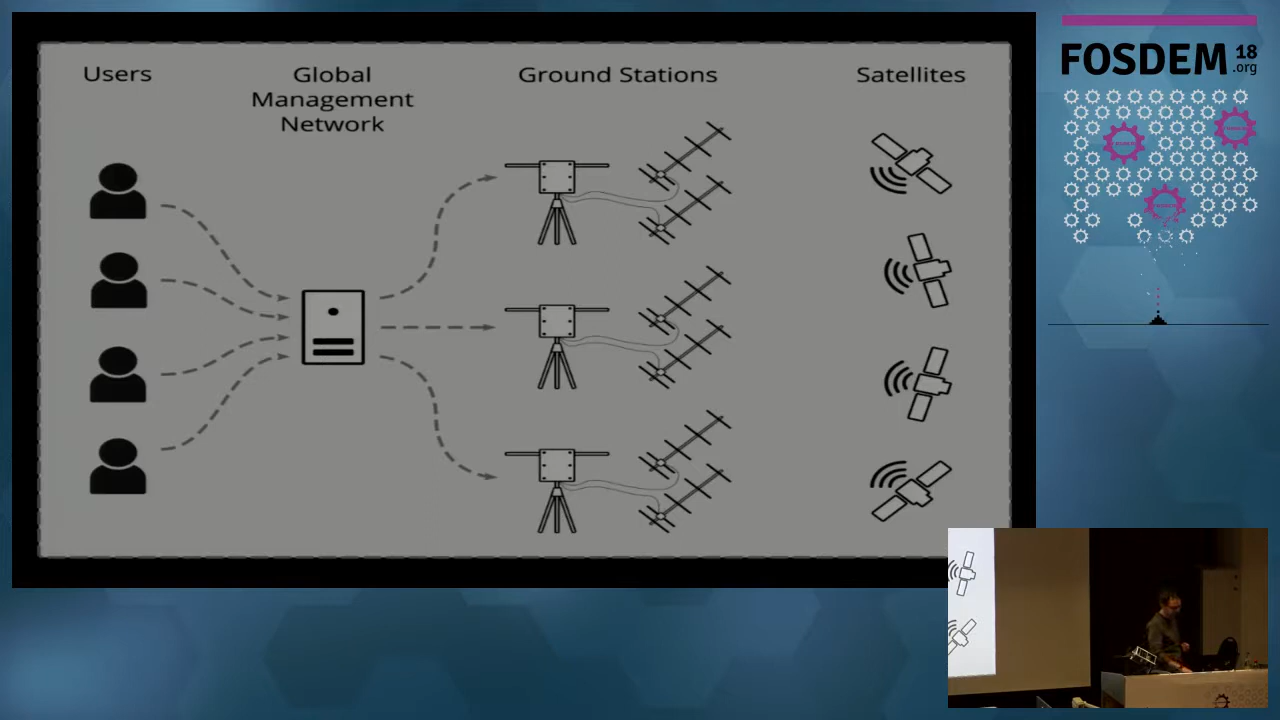 Users
Global
Management
Network
Ground Stations
Satellites
FOSDEM 18
.org